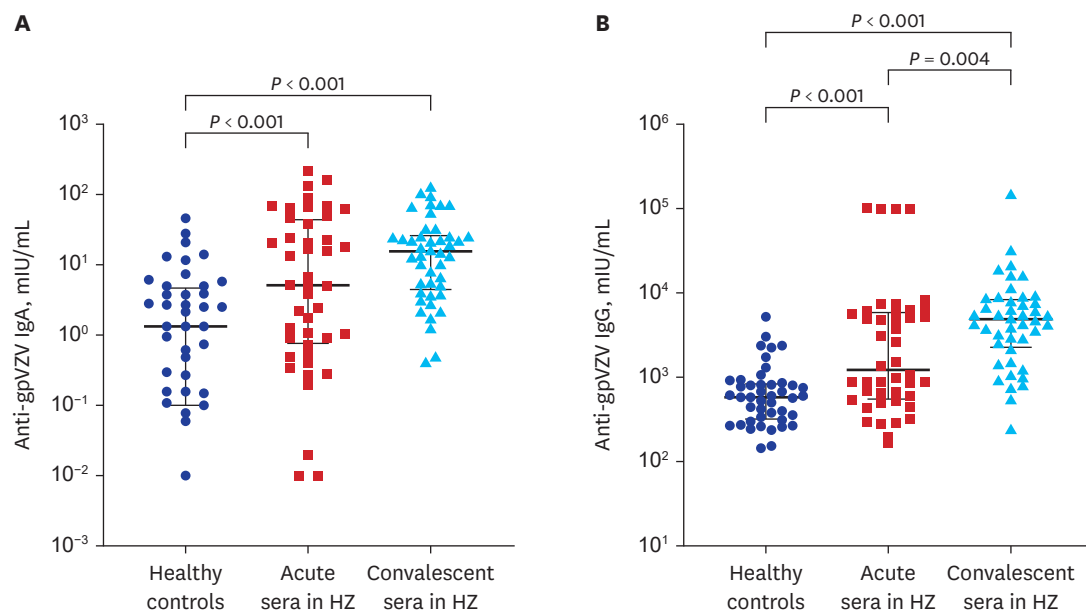 A
P < 0.001
P < 0.001
Anti-gpVZV IgA, mIU/mL
10³
10²
10¹
10⁰
10⁻¹
10⁻²
10⁻³
Healthy
controls
Acute
sera in HZ
Convalescent
sera in HZ
B
P < 0.001
P = 0.004
P < 0.001
Anti-gpVZV IgG, mIU/mL
10⁶
10⁵
10⁴
10³
10²
10¹
Healthy
controls
Acute
sera in HZ
Convalescent
sera in HZ